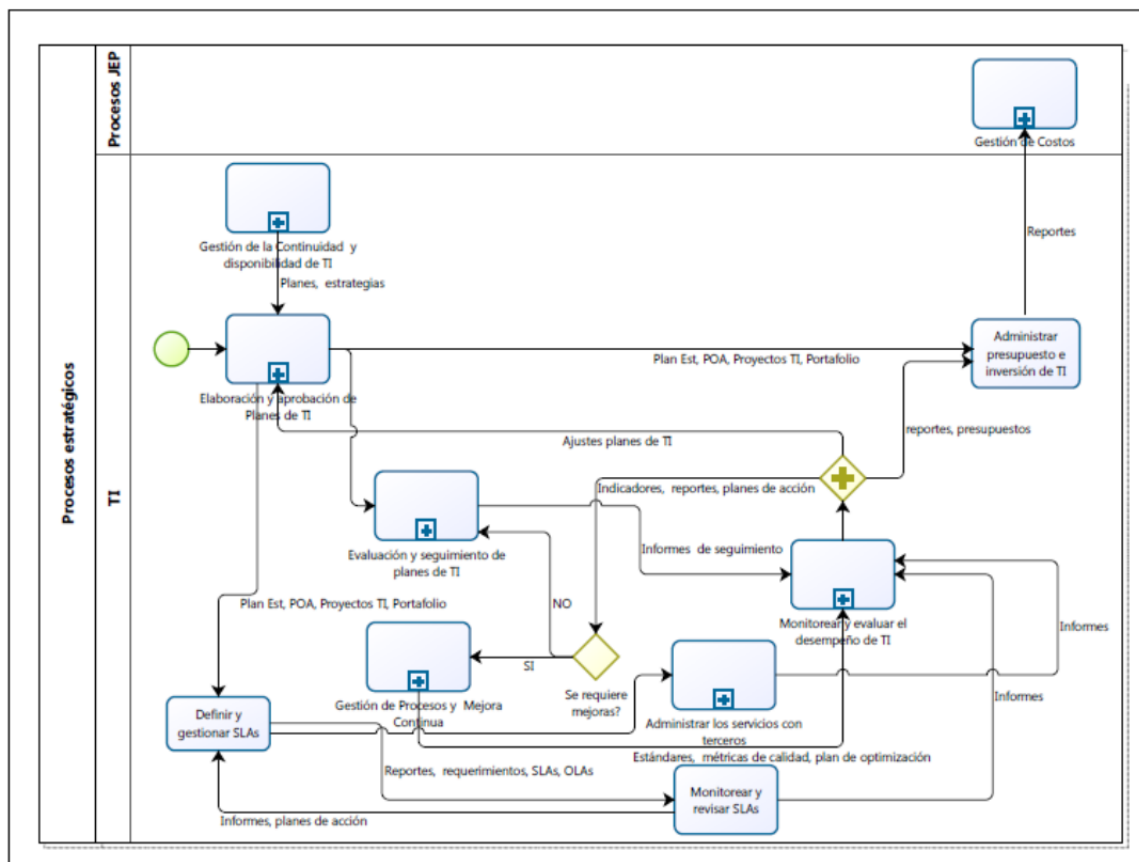 Procesos estratégicos
Procesos JEP
TI
Gestión de Costos
Gestión de la Continuidad y
disponibilidad de TI
Planes, estrategias
Reportes
Administrar
presupuesto e
inversión de TI
Plan Est, POA, Proyectos TI, Portafolio
Elaboración y aprobación de
Planes de TI
Ajustes planes de TI
reportes, presupuestos
Indicadores, reportes, planes de acción
Evaluación y seguimiento de
planes de TI
Informes de seguimiento
Plan Est, POA, Proyectos TI, Portafolio
NO
Monitorear y evaluar el
desempeño de TI
Informes
SI
Se requiere
mejoras?
Gestión de Procesos y Mejora
Continua
Administrar los servicios con
terceros
Informes
Definir y
gestionar SLAs
Estándares, métricas de calidad, plan de optimización
Reportes, requerimientos, SLAs, OLAs
Monitorear y
revisar SLAs
Informes, planes de acción